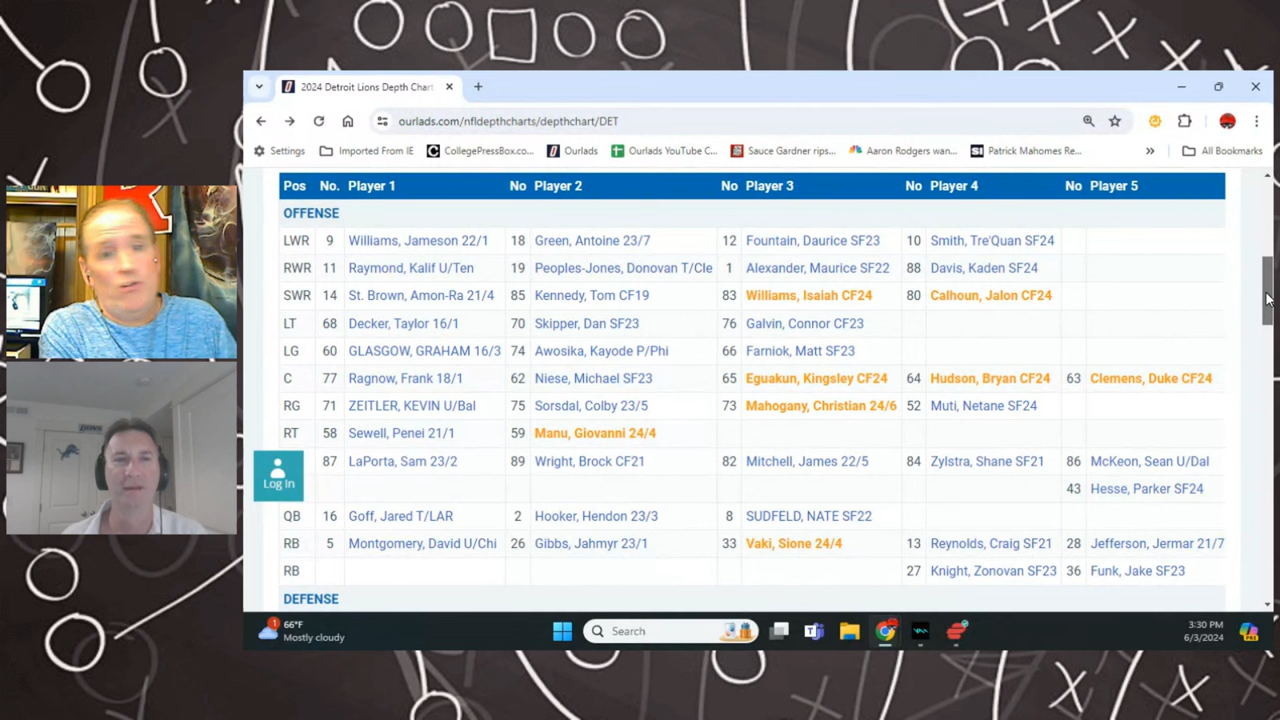 2024 Detroit Lions Depth Chart
ourlads.com/nfldepthcharts/depthchart/DET
Settings Imported From IE CollegePressBox.co... Ourlads Ourlads YouTube C... Sauce Gardner rips... Aaron Rodgers wan... Patrick Mahomes Re... » All Bookmarks
Pos No. Player 1 No Player 2 No Player 3 No Player 4 No Player 5
OFFENSE
LWR 9 Williams, Jameson 22/1 18 Green, Antoine 23/7 12 Fountain, Daurice SF23 10 Smith, Tre'Quan SF24
RWR 11 Raymond, Kalif U/Ten 19 Peoples-Jones, Donovan T/Cle 1 Alexander, Maurice SF22 88 Davis, Kaden SF24
SWR 14 St. Brown, Amon-Ra 21/4 85 Kennedy, Tom CF19 83 Williams, Isaiah CF24 80 Calhoun, Jalon CF24
LT 68 Decker, Taylor 16/1 70 Skipper, Dan SF23 76 Galvin, Connor CF23
LG 60 GLASGOW, GRAHAM 16/3 74 Awosika, Kayode P/Phi 66 Farniok, Matt SF23
C 77 Ragnow, Frank 18/1 62 Niese, Michael SF23 65 Eguakun, Kingsley CF24 64 Hudson, Bryan CF24 63 Clemens, Duke CF24
RG 71 ZEITLER, KEVIN U/Bal 75 Sorsdal, Colby 23/5 73 Mahogany, Christian 24/6 52 Muti, Netane SF24
RT 58 Sewell, Penei 21/1 59 Manu, Giovanni 24/4
87 LaPorta, Sam 23/2 89 Wright, Brock CF21 82 Mitchell, James 22/5 84 Zylstra, Shane SF21 86 McKeon, Sean U/Dal
Log In
43 Hesse, Parker SF24
QB 16 Goff, Jared T/LAR 2 Hooker, Hendon 23/3 8 SUDFELD, NATE SF22
RB 5 Montgomery, David U/Chi 26 Gibbs, Jahmyr 23/1 33 Vaki, Sione 24/4 13 Reynolds, Craig SF21 28 Jefferson, Jermar 21/7
RB 27 Knight, Zonovan SF23 36 Funk, Jake SF23
DEFENSE
1 66°F
Mostly cloudy
Search
3:30 PM
6/3/2024